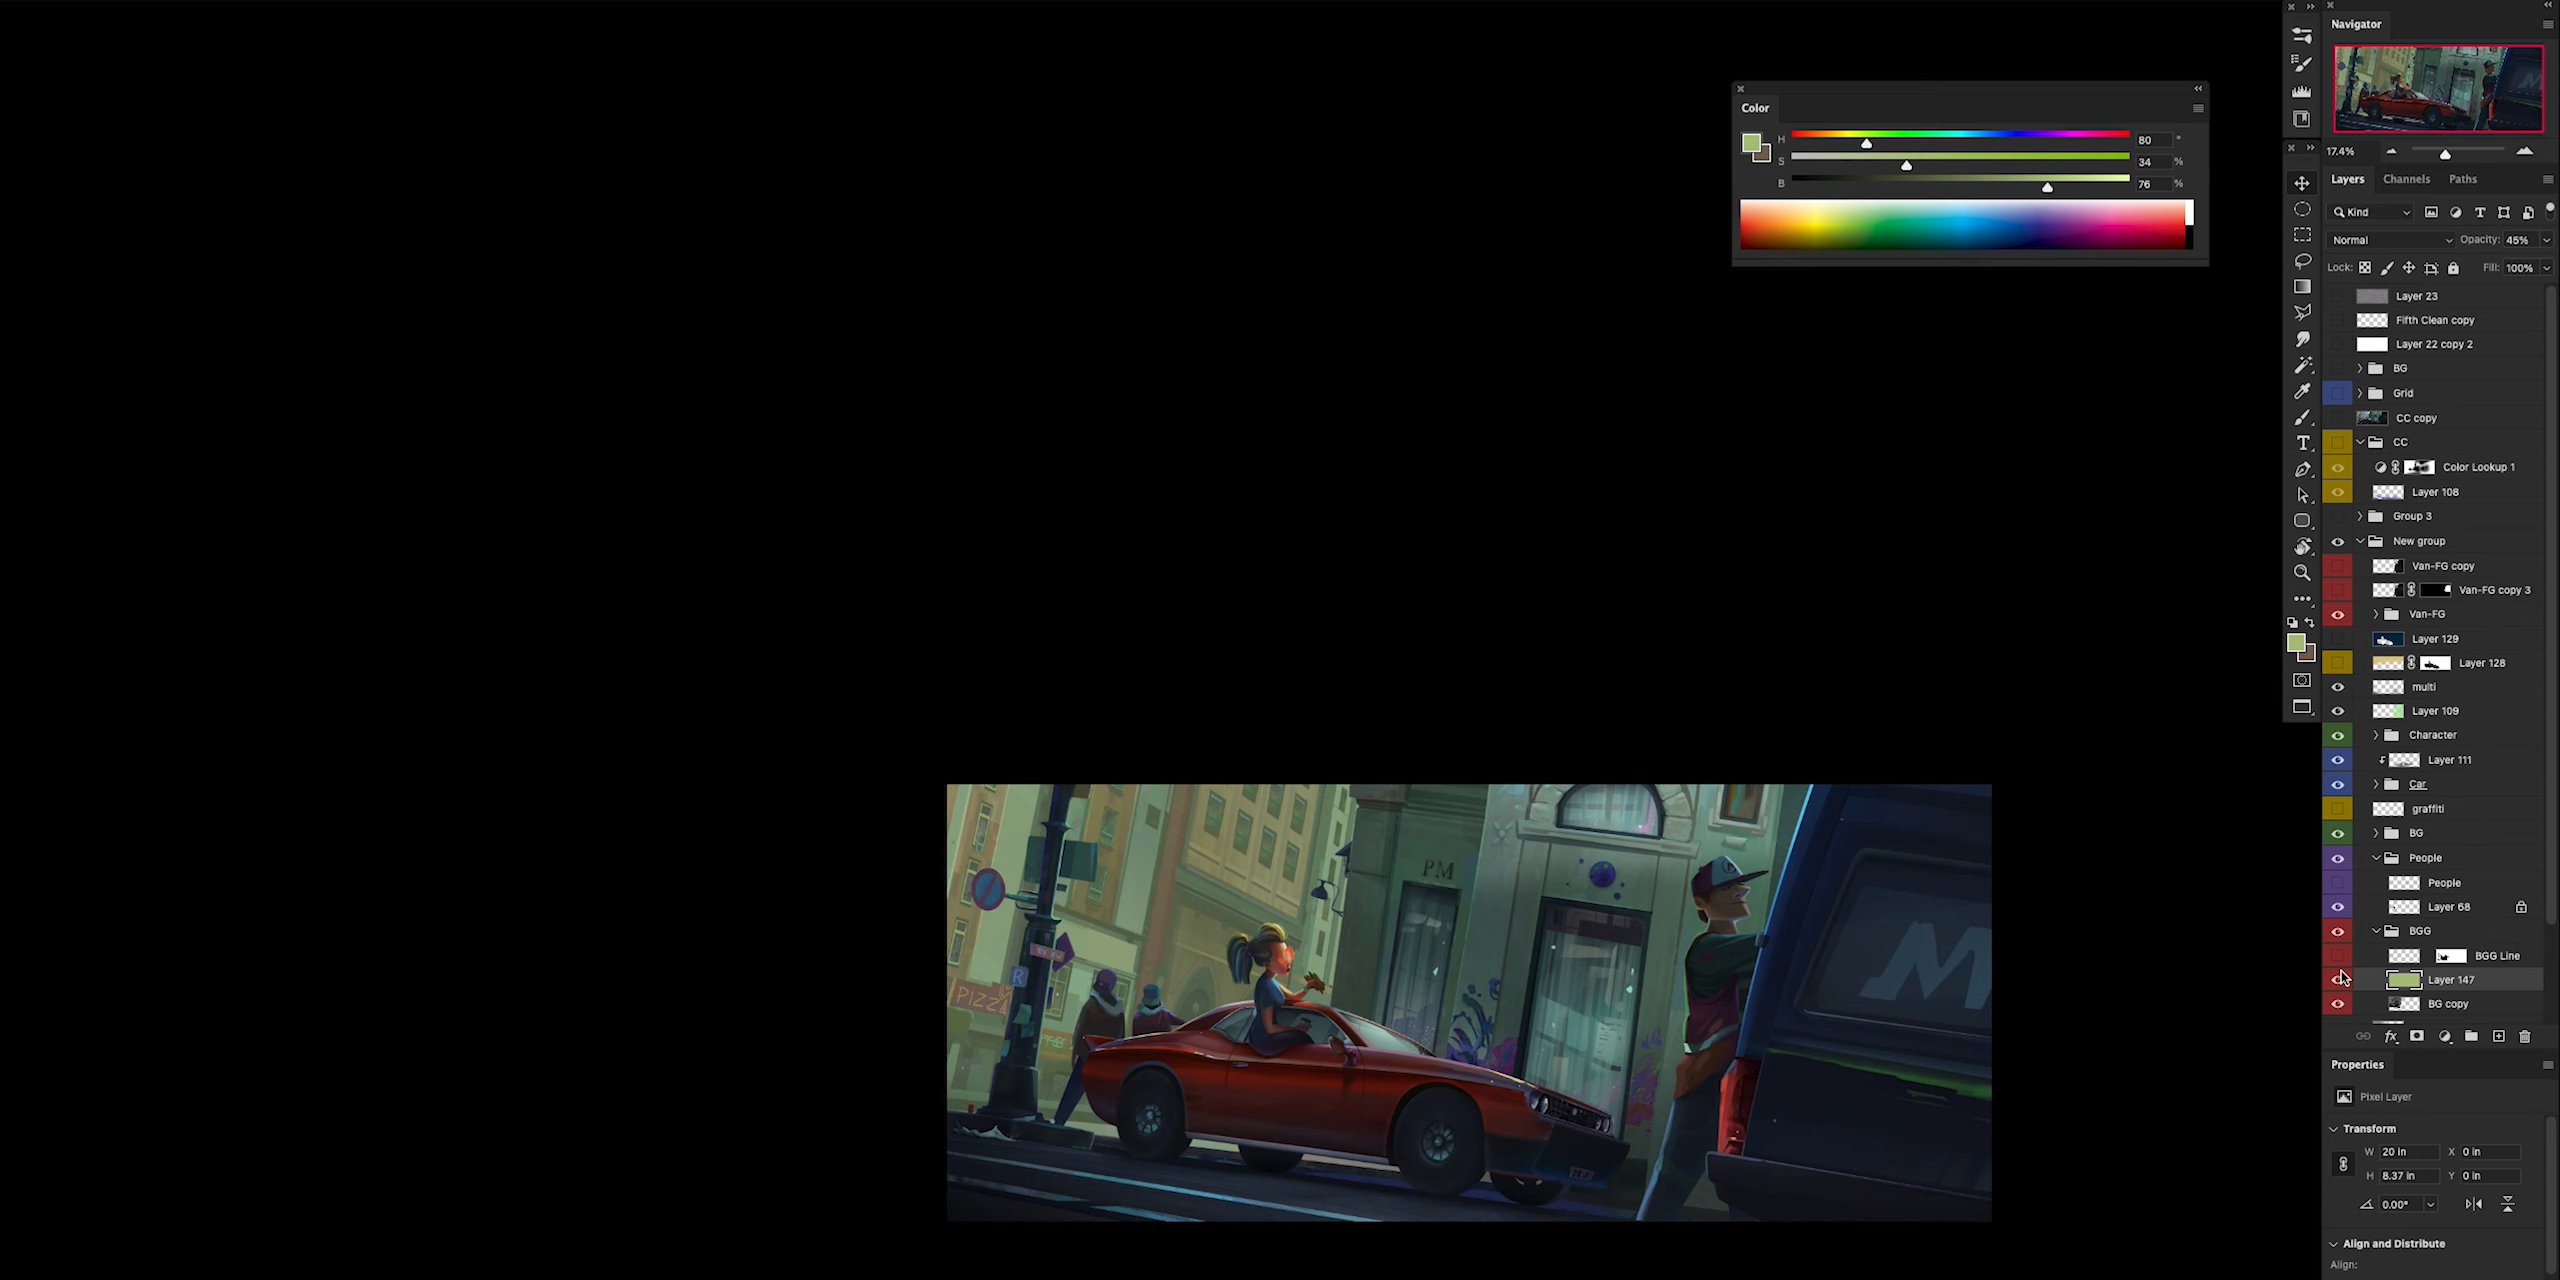 Navigator
17.4%
Color
H 80 °
S 34 %
B 76 %
Layers Channels Paths
Kind
Normal Opacity: 45%
Lock: Fill: 100%
Layer 23
Fifth Clean copy
Layer 22 copy 2
BG
Grid
CC copy
CC
Color Lookup 1
Layer 108
Group 3
New group
Van-FG copy
Van-FG copy 3
Van-FG
Layer 129
Layer 128
multi
Layer 109
Character
Layer 111
Car
graffiti
BG
People
People
Layer 68
BGG
BGG Line
Layer 147
BG copy
fx
Properties
Pixel Layer
Transform
W 20 in X 0 in
H 8.37 in Y 0 in
0.00°
Align and Distribute
Align:
PM
R
PIZZ
M